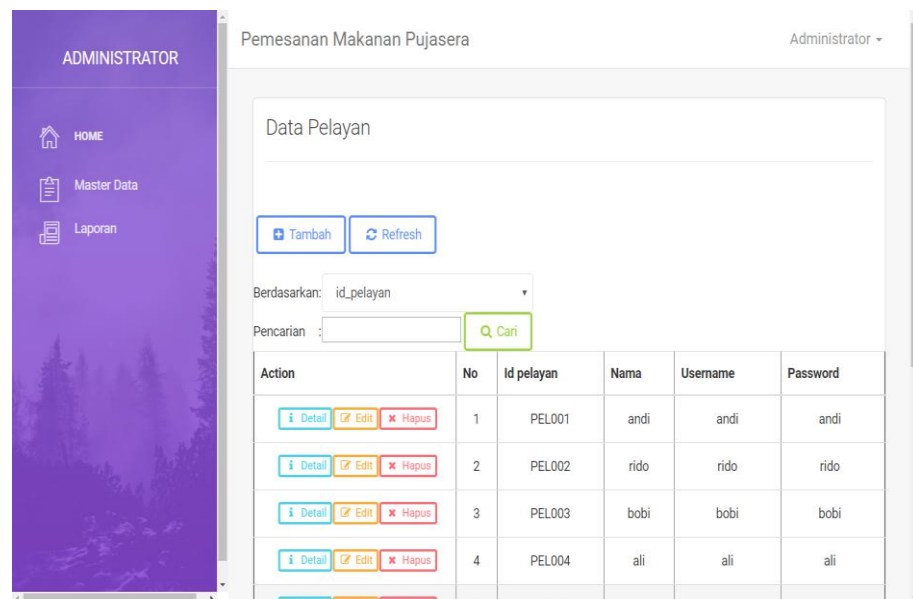 ADMINISTRATOR
HOME
Master Data
Laporan
Pemesanan Makanan Pujasera
Administrator
Data Pelayan
Tambah Refresh
Berdasarkan: id_pelayan
Pencarian : Cari
Action No Id pelayan Nama Username Password
Detail Edit Hapus 1 PEL001 andi andi andi
Detail Edit Hapus 2 PEL002 rido rido rido
Detail Edit Hapus 3 PEL003 bobi bobi bobi
Detail Edit Hapus 4 PEL004 ali ali ali